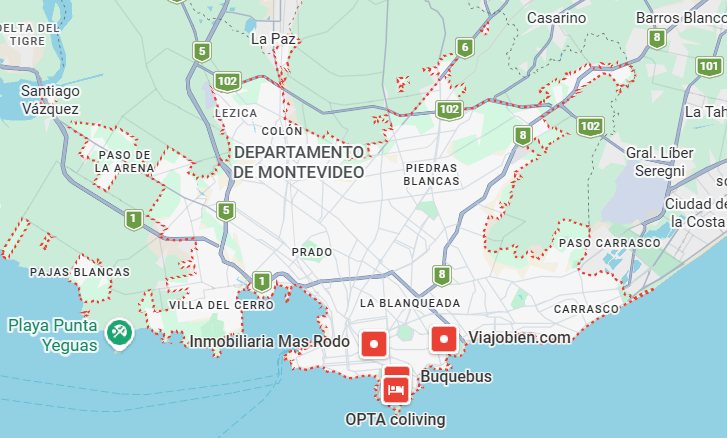 DELTA DEL
TIGRE
Casarino
Barros Blanco
La Paz
5
6
8
101
Santiago
Vázquez
102
LEZICA
102
La Tah
COLÓN
8
102
PASO DE
LA ARENA
DEPARTAMENTO
DE MONTEVIDEO
PIEDRAS
BLANCAS
Gral. Líber
Seregni
1
5
Ciudad de
la Costa
PASO CARRASCO
PRADO
PAJAS BLANCAS
1
8
VILLA DEL CERRO
LA BLANQUEADA
CARRASCO
Playa Punta
Yeguas
Inmobiliaria Mas Rodo
Viajobien.com
Buquebus
OPTA coliving